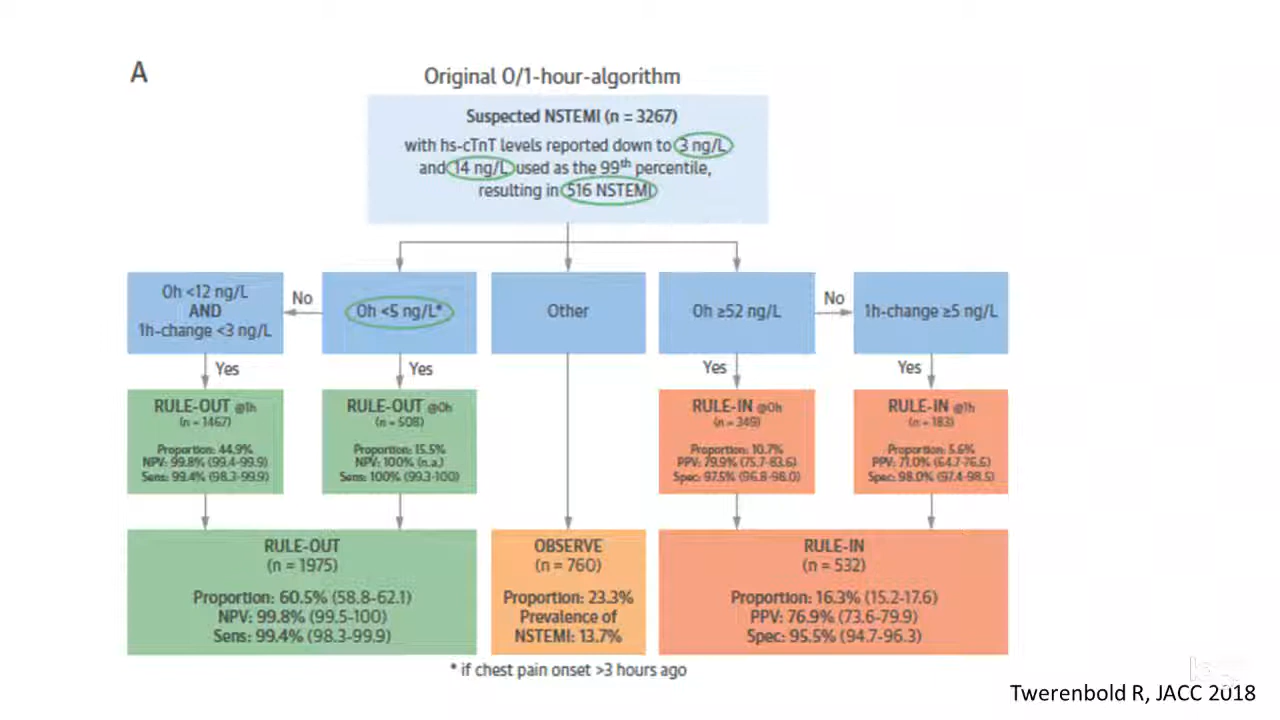 A
Original 0/1-hour-algorithm
Suspected NSTEMI (n = 3267)
with hs-cTnT levels reported down to 3 ng/L
and 14 ng/L used as the 99th percentile,
resulting in 516 NSTEMI
0h <12 ng/L
AND
1h-change <3 ng/L
No
0h <5 ng/L*
Other
0h ≥52 ng/L
No
1h-change ≥5 ng/L
Yes
Yes
Yes
Yes
RULE-OUT @1h
(n = 1467)
Proportion: 44.9%
NPV: 99.8% (99.4-99.9)
Sens: 99.4% (98.3-99.9)
RULE-OUT @0h
(n = 508)
Proportion: 15.5%
NPV: 100% (n.a.)
Sens: 100% (99.3-100)
RULE-IN @0h
(n = 349)
Proportion: 10.7%
PPV: 79.9% (75.7-83.6)
Spec: 97.5% (96.8-98.0)
RULE-IN @1h
(n = 183)
Proportion: 5.6%
PPV: 71.0% (64.7-76.6)
Spec: 98.0% (97.4-98.5)
RULE-OUT
(n = 1975)
Proportion: 60.5% (58.8-62.1)
NPV: 99.8% (99.5-100)
Sens: 99.4% (98.3-99.9)
OBSERVE
(n = 760)
Proportion: 23.3%
Prevalence of
NSTEMI: 13.7%
RULE-IN
(n = 532)
Proportion: 16.3% (15.2-17.6)
PPV: 76.9% (73.6-79.9)
Spec: 95.5% (94.7-96.3)
* if chest pain onset >3 hours ago
Twerenbold R, JACC 2018